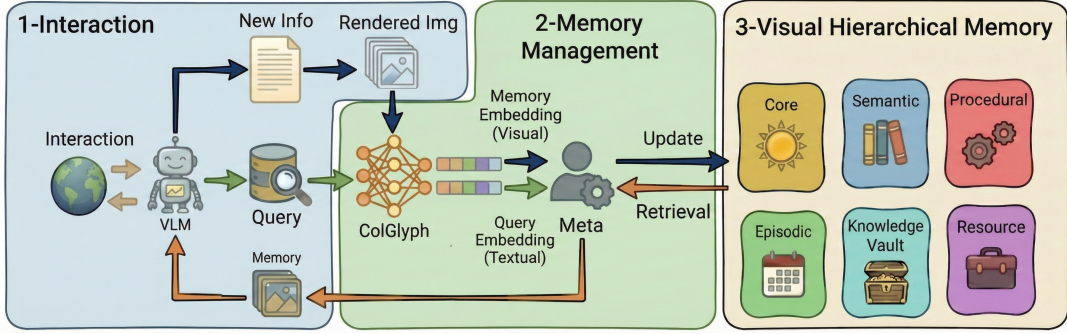 1-Interaction
New Info
Rendered Img
Interaction
VLM
Query
Memory
2-Memory
Management
Memory
Embedding
(Visual)
ColGlyph
Query
Embedding
(Textual)
Meta
Update
Retrieval
3-Visual Hierarchical Memory
Core
Semantic
Procedural
Episodic
Knowledge
Vault
Resource